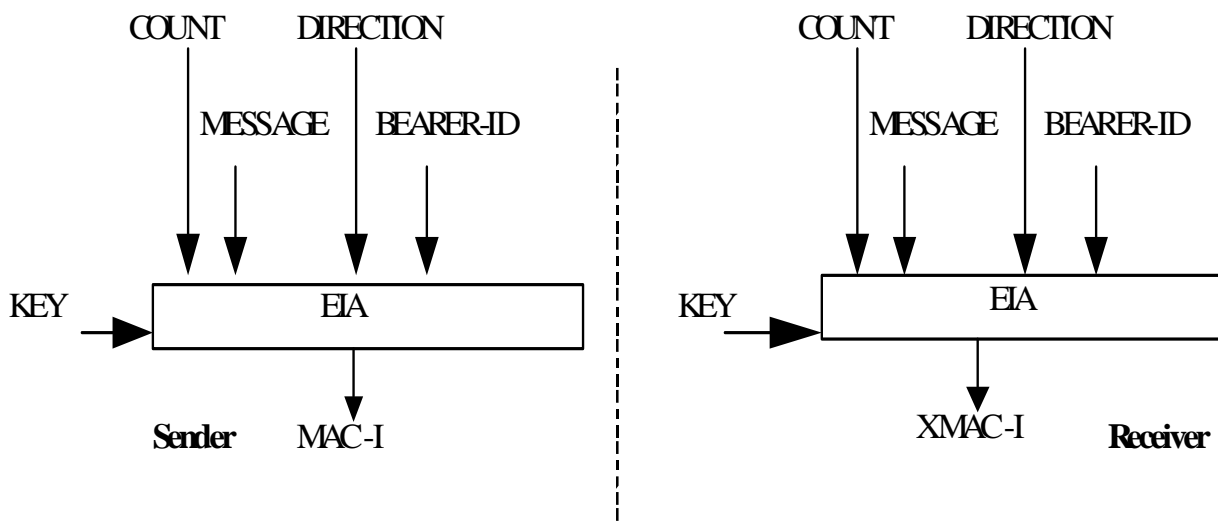 COUNT DIRECTION COUNT DIRECTION
MESSAGE BEARER-ID MESSAGE BEARER-ID
KEY EIA KEY EIA
Sender MAC-I XMAC-I Receiver